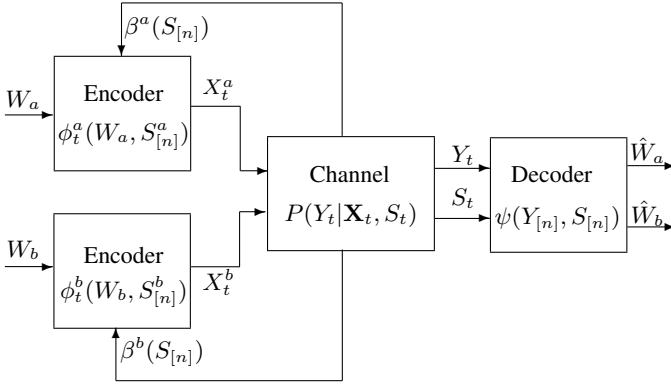 β^a(S_{[n]})
W_a
Encoder
ϕ_t^a(W_a, S_{[n]}^a)
X_t^a
Channel
P(Y_t|𝐗_t, S_t)
Y_t
S_t
Decoder
ψ(Y_{[n]}, S_{[n]})
Ŵ_a
Ŵ_b
W_b
Encoder
ϕ_t^b(W_b, S_{[n]}^b)
X_t^b
β^b(S_{[n]})